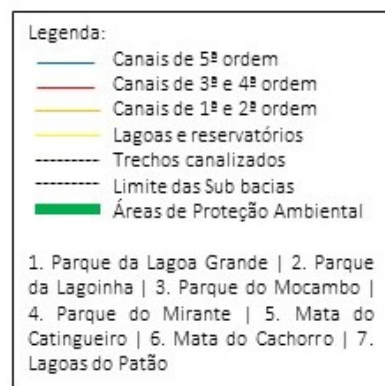 Legenda:
Canais de 5ª ordem
Canais de 3ª e 4ª ordem
Canais de 1ª e 2ª ordem
Lagoas e reservatórios
Trechos canalizados
Limite das Sub bacias
Áreas de Proteção Ambiental
1. Parque da Lagoa Grande | 2. Parque
da Lagoinha | 3. Parque do Mocambo |
4. Parque do Mirante | 5. Mata do
Catingueiro | 6. Mata do Cachorro | 7.
Lagoas do Patão